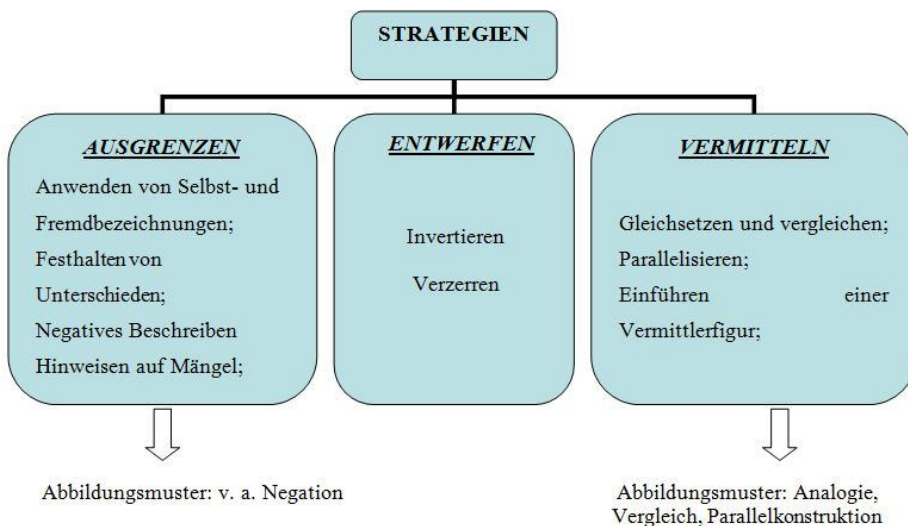 STRATEGIEN
AUSGRENZEN
Anwenden von Selbst- und
Fremdbezeichnungen;
Festhalten von
Unterschieden;
Negatives Beschreiben
Hinweisen auf Mängel;
ENTWERFEN
Invertieren
Verzerren
VERMITTELN
Gleichsetzen und vergleichen;
Parallelisieren;
Einführen einer
Vermittlerfigur;
Abbildungsmuster: v. a. Negation
Abbildungsmuster: Analogie,
Vergleich, Parallelkonstruktion